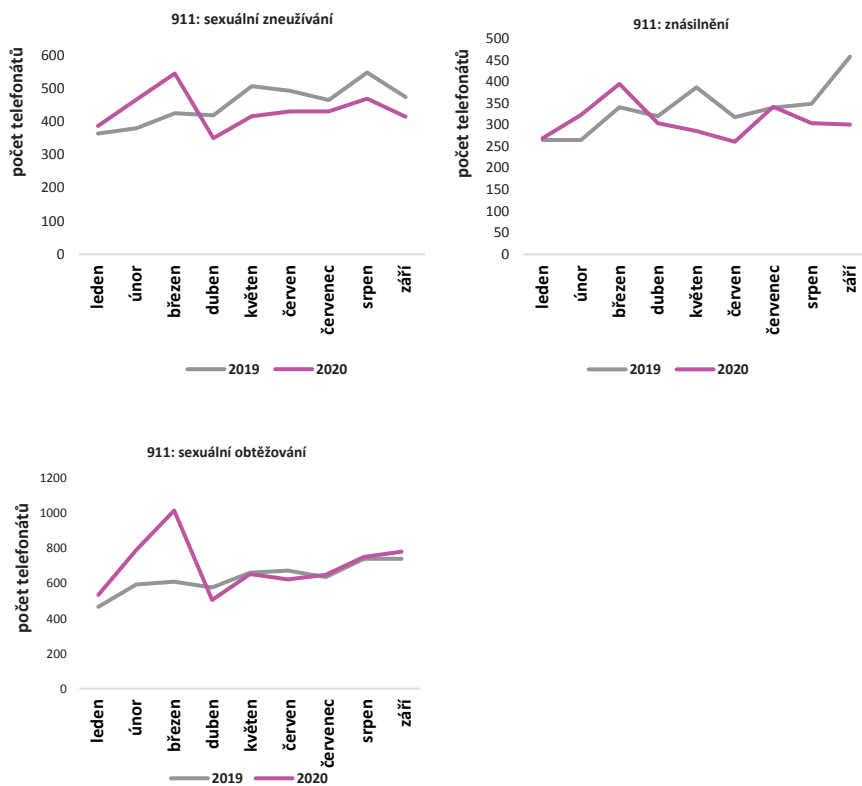 911: sexuální zneužívání
počet telefonátů
600
500
400
300
200
100
0
leden
únor
březen
duben
květen
červen
červenec
srpen
září
2019
2020
911: znásilnění
počet telefonátů
500
450
400
350
300
250
200
150
100
50
0
leden
únor
březen
duben
květen
červen
červenec
srpen
září
2019
2020
911: sexuální obtěžování
počet telefonátů
1200
1000
800
600
400
200
0
leden
únor
březen
duben
květen
červen
červenec
srpen
září
2019
2020